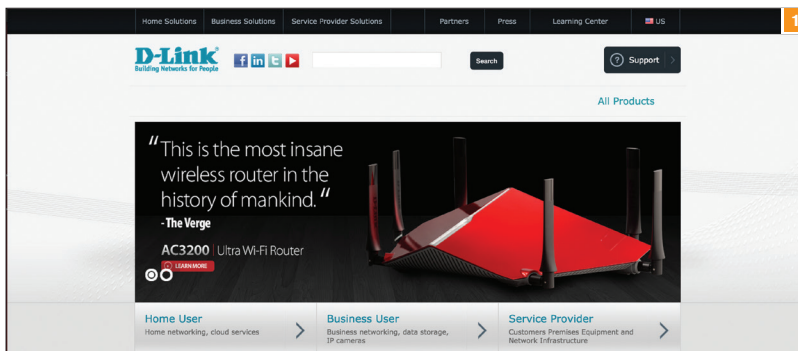 Home Solutions Business Solutions Service Provider Solutions Partners Press Learning Center US
1
D-Link
Building Networks for People
f in t
Search
? Support
All Products
“This is the most insane
wireless router in the
history of mankind.“
- The Verge
AC3200 | Ultra Wi-Fi Router
LEARN MORE
Home User
Home networking, cloud services
Business User
Business networking, data storage,
IP cameras
Service Provider
Customers Premises Equipment and
Network Infrastructure